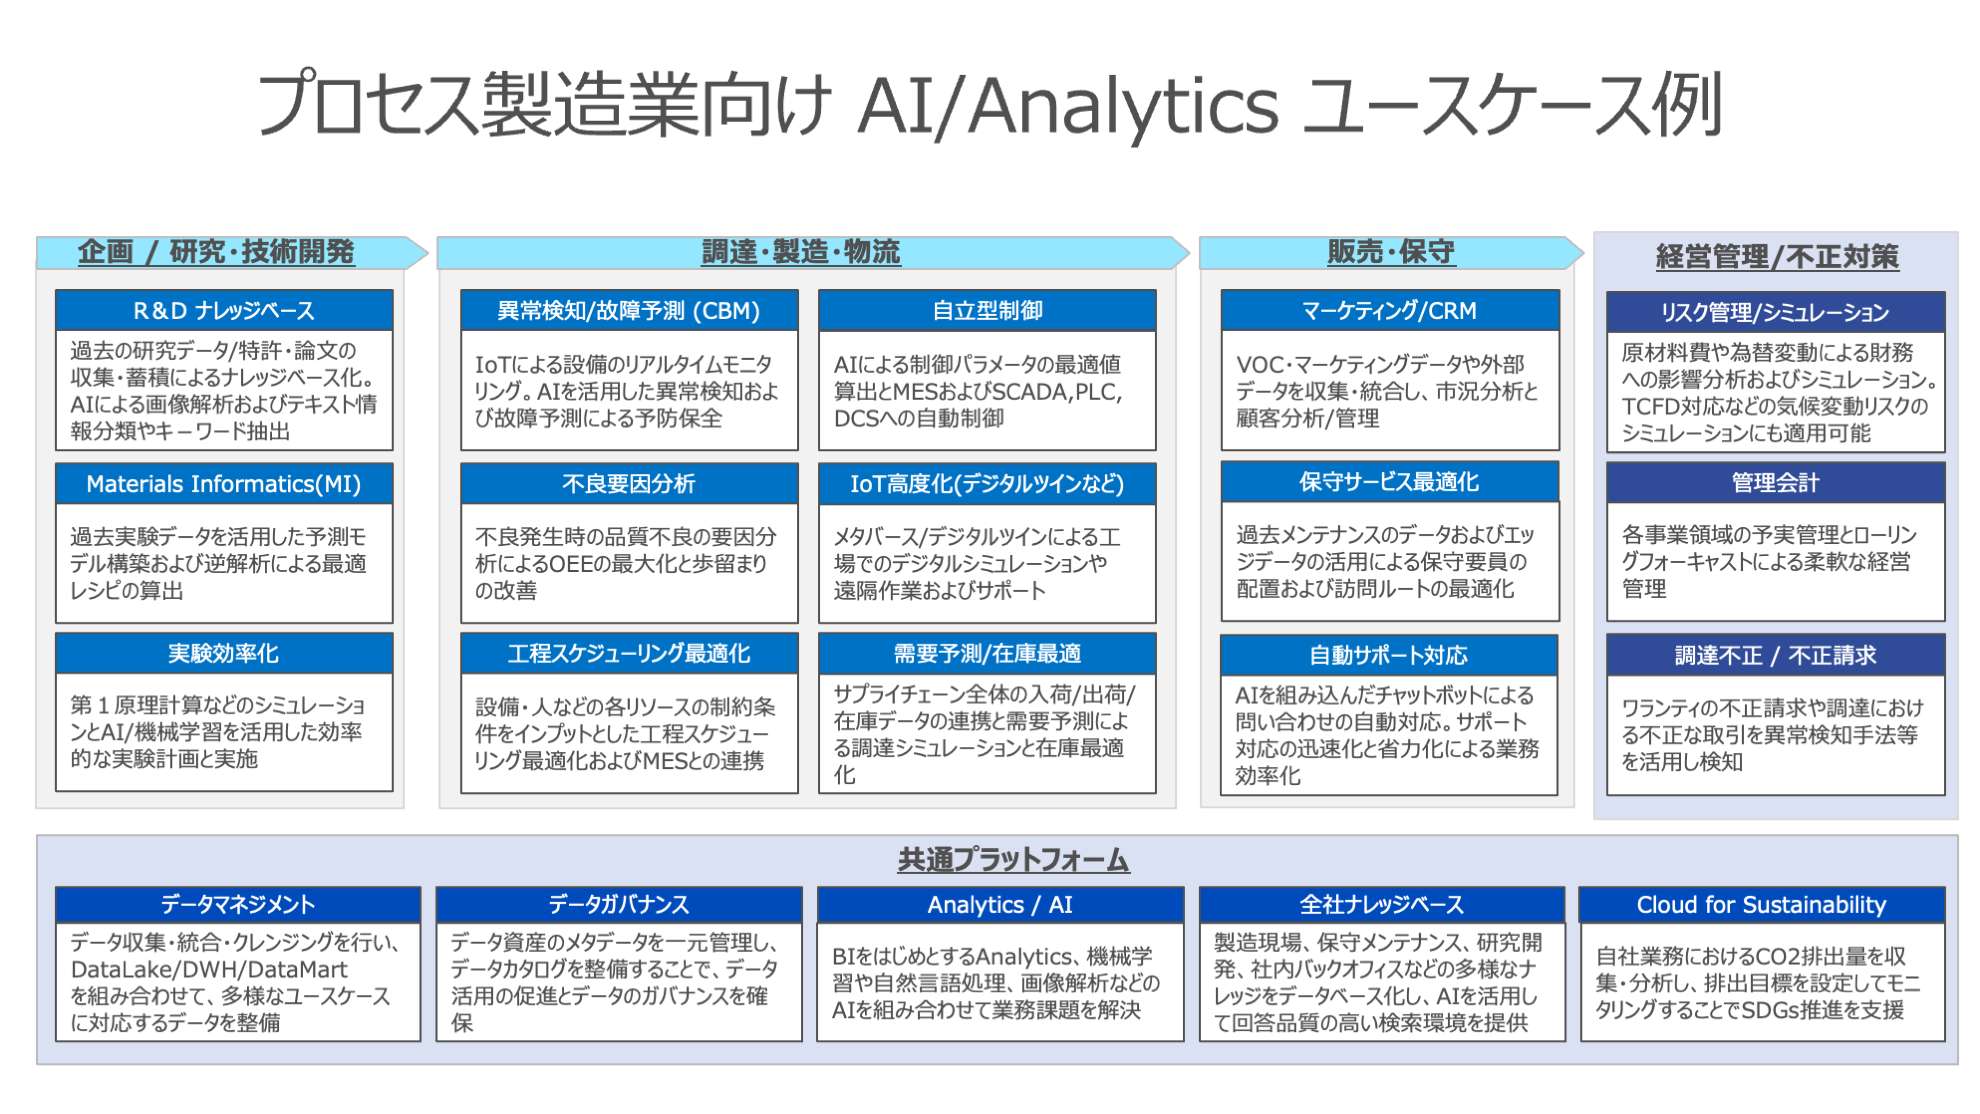 プロセス製造業向け AI/Analytics ユースケース例
企画 / 研究・技術開発
R&D ナレッジベース
過去の研究データ/特許・論文の
収集・蓄積によるナレッジベース化。
AIによる画像解析およびテキスト情
報分類やキーワード抽出
Materials Informatics(MI)
過去実験データを活用した予測モ
デル構築および逆解析による最適
レシピの算出
実験効率化
第１原理計算などのシミュレーショ
ンとAI/機械学習を活用した効率
的な実験計画と実施
調達・製造・物流
異常検知/故障予測 (CBM)
IoTによる設備のリアルタイムモニタ
リング。AIを活用した異常検知およ
び故障予測による予防保全
自立型制御
AIによる制御パラメータの最適値
算出とMESおよびSCADA,PLC,
DCSへの自動制御
不良要因分析
不良発生時の品質不良の要因分
析によるOEEの最大化と歩留まり
の改善
IoT高度化(デジタルツインなど)
メタバース/デジタルツインによる工
場でのデジタルシミュレーションや
遠隔作業およびサポート
工程スケジューリング最適化
設備・人などの各リソースの制約条
件をインプットとした工程スケジュー
リング最適化およびMESとの連携
需要予測/在庫最適
サプライチェーン全体の入荷/出荷/
在庫データの連携と需要予測によ
る調達シミュレーションと在庫最適
化
販売・保守
マーケティング/CRM
VOC・マーケティングデータや外部
データを収集・統合し、市況分析と
顧客分析/管理
保守サービス最適化
過去メンテナンスのデータおよびエッ
ジデータの活用による保守要員の
配置および訪問ルートの最適化
自動サポート対応
AIを組み込んだチャットボットによる
問い合わせの自動対応。サポート
対応の迅速化と省力化による業務
効率化
経営管理/不正対策
リスク管理/シミュレーション
原材料費や為替変動による財務
への影響分析およびシミュレーション。
TCFD対応などの気候変動リスクの
シミュレーションにも適用可能
管理会計
各事業領域の予実管理とローリン
グフォーキャストによる柔軟な経営
管理
調達不正 / 不正請求
ワランティの不正請求や調達におけ
る不正な取引を異常検知手法等
を活用し検知
共通プラットフォーム
データマネジメント
データ収集・統合・クレンジングを行い、
DataLake/DWH/DataMart
を組み合わせて、多様なユースケース
に対応するデータを整備
データガバナンス
データ資産のメタデータを一元管理し、
データカタログを整備することで、データ
活用の促進とデータのガバナンスを確
保
Analytics / AI
BIをはじめとするAnalytics、機械学
習や自然言語処理、画像解析などの
AIを組み合わせて業務課題を解決
全社ナレッジベース
製造現場、保守メンテナンス、研究開
発、社内バックオフィスなどの多様なナ
レッジをデータベース化し、AIを活用し
て回答品質の高い検索環境を提供
Cloud for Sustainability
自社業務におけるCO2排出量を収
集・分析し、排出目標を設定してモニ
タリングすることでSDGs推進を支援